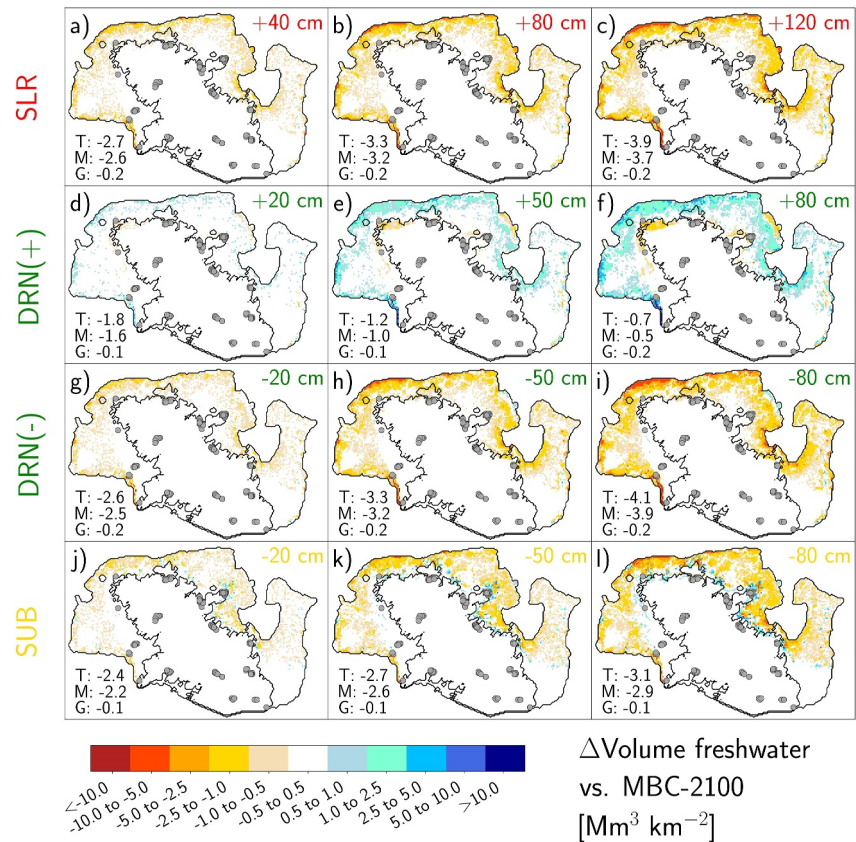 SLR
a) +40 cm
T: -2.7
M: -2.6
G: -0.2
b) +80 cm
T: -3.3
M: -3.2
G: -0.2
c) +120 cm
T: -3.9
M: -3.7
G: -0.2
DRN(+)
d) +20 cm
T: -1.8
M: -1.6
G: -0.1
e) +50 cm
T: -1.2
M: -1.0
G: -0.1
f) +80 cm
T: -0.7
M: -0.5
G: -0.2
DRN(-)
g) -20 cm
T: -2.6
M: -2.5
G: -0.2
h) -50 cm
T: -3.3
M: -3.2
G: -0.2
i) -80 cm
T: -4.1
M: -3.9
G: -0.2
SUB
j) -20 cm
T: -2.4
M: -2.2
G: -0.1
k) -50 cm
T: -2.7
M: -2.6
G: -0.1
l) -80 cm
T: -3.1
M: -2.9
G: -0.1
<-10.0
-10.0 to -5.0
-5.0 to -2.5
-2.5 to -1.0
-1.0 to -0.5
-0.5 to 0.5
0.5 to 1.0
1.0 to 2.5
2.5 to 5.0
5.0 to 10.0
>10.0
ΔVolume freshwater
vs. MBC-2100
[Mm³ km⁻²]